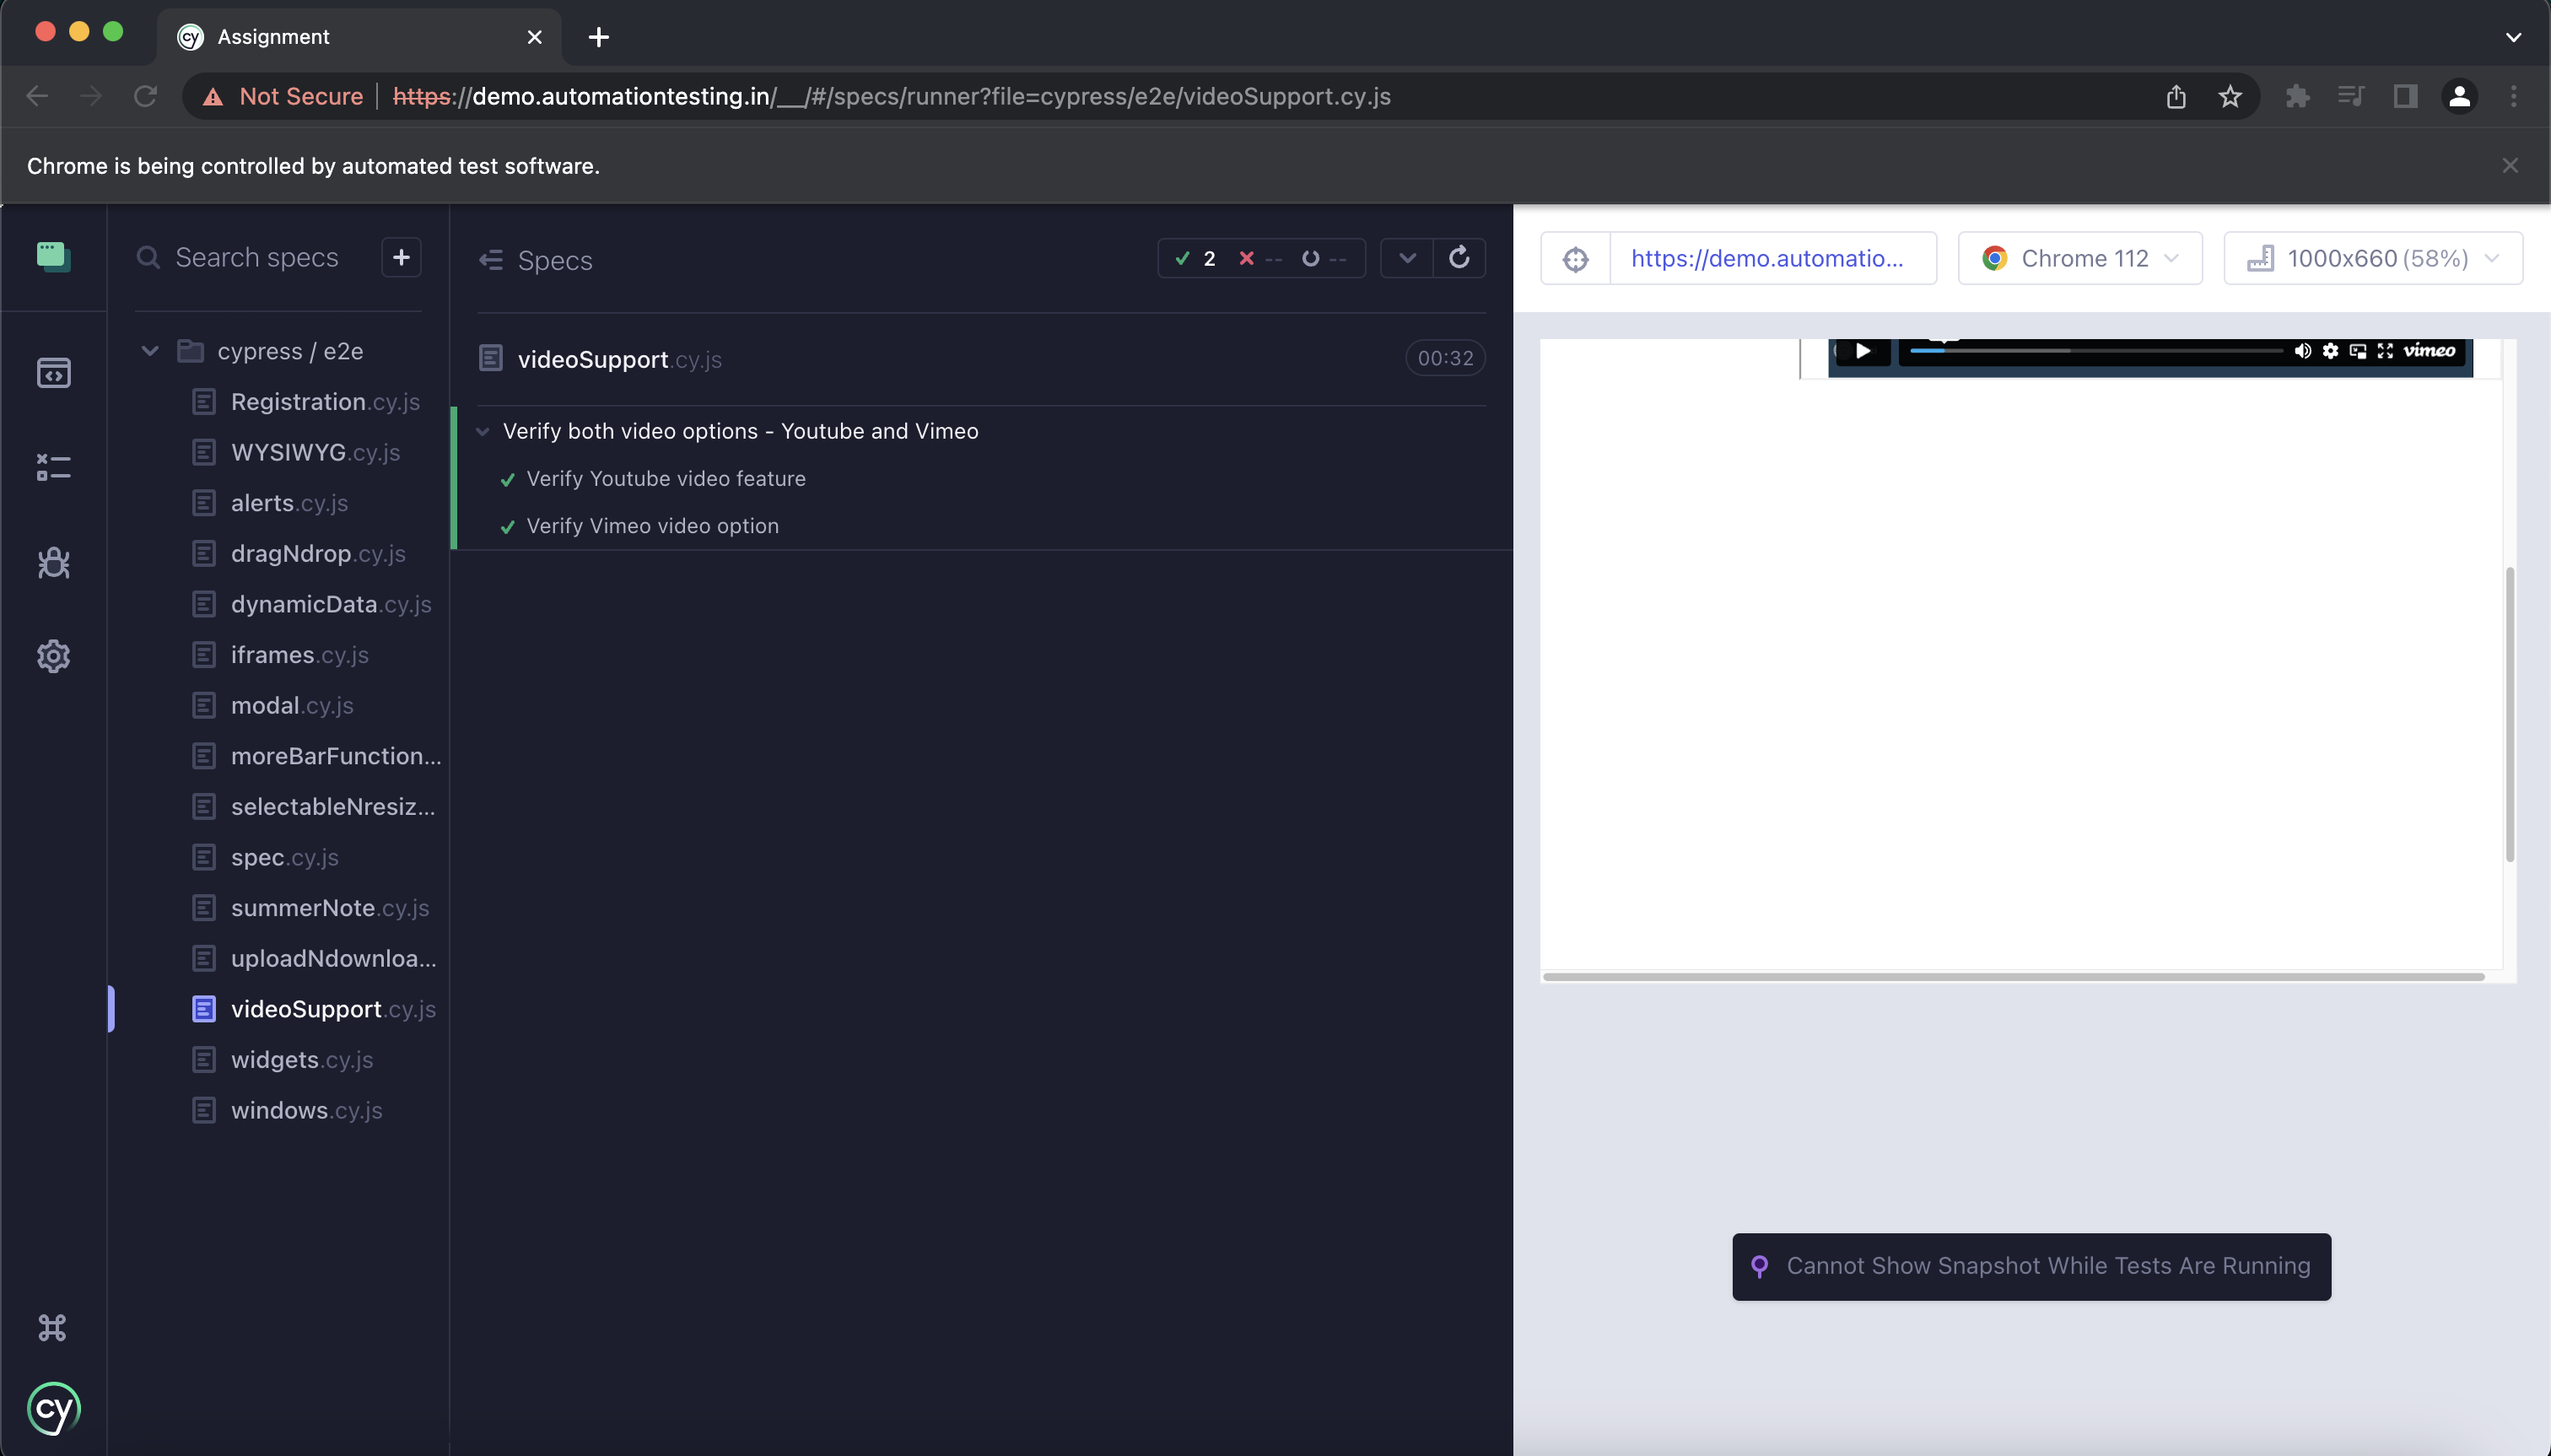 cy Assignment
Not Secure https://demo.automationtesting.in/__/#/specs/runner?file=cypress/e2e/videoSupport.cy.js
Chrome is being controlled by automated test software.
Search specs
cypress / e2e
Registration.cy.js
WYSIWYG.cy.js
alerts.cy.js
dragNdrop.cy.js
dynamicData.cy.js
iframes.cy.js
modal.cy.js
moreBarFunction...
selectableNresiz...
spec.cy.js
summerNote.cy.js
uploadNdownloa...
videoSupport.cy.js
widgets.cy.js
windows.cy.js
cy
Specs
2 -- --
videoSupport.cy.js 00:32
Verify both video options - Youtube and Vimeo
Verify Youtube video feature
Verify Vimeo video option
https://demo.automatio... Chrome 112 1000x660 (58%)
vimeo
Cannot Show Snapshot While Tests Are Running